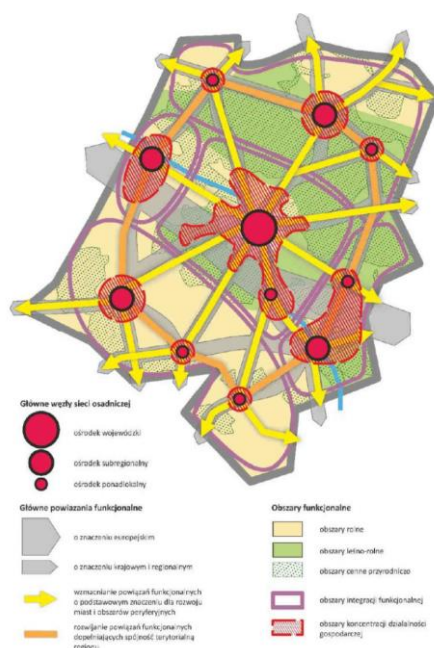 Główne węzły sieci osadniczej
ośrodek wojewódzki
ośrodek subregionalny
ośrodek ponadlokalny
Główne powiązania funkcjonalne
o znaczeniu europejskim
o znaczeniu krajowym i regionalnym
wzmacnianie powiązań funkcjonalnych
o podstawowym znaczeniu dla rozwoju
miast i obszarów peryferyjnych
rozwijanie powiązań funkcjonalnych
dopełniających spójność terytorialną
regionu
Obszary funkcjonalne
obszary rolne
obszary leśno-rolne
obszary cenne przyrodniczo
obszary integracji funkcjonalnej
obszary koncentracji działalności
gospodarczej